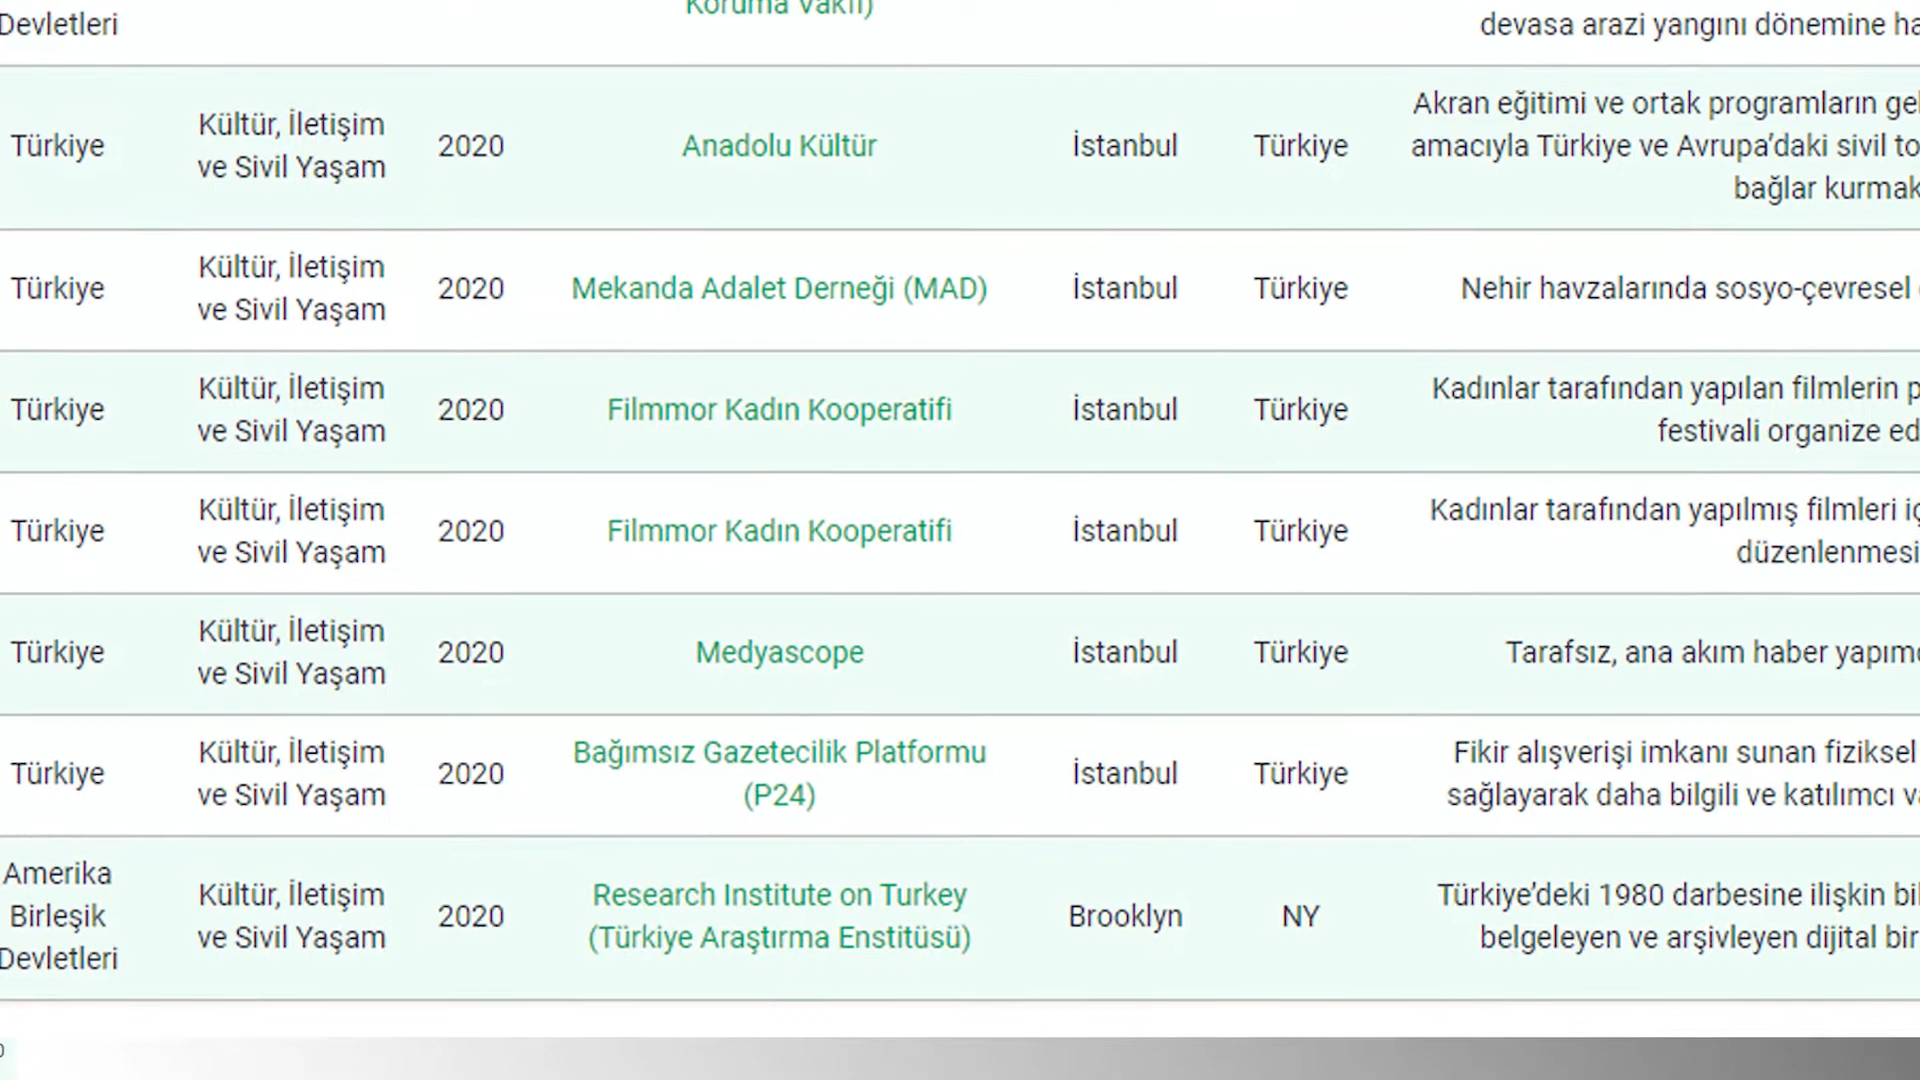 Koruma Vakfı)
Devletleri
devasa arazi yangını dönemine
Türkiye
Kültür, İletişim
ve Sivil Yaşam
2020
Anadolu Kültür
İstanbul
Türkiye
Akran eğitimi ve ortak programların
amacıyla Türkiye ve Avrupa’daki sivil
bağlar
Türkiye
Kültür, İletişim
ve Sivil Yaşam
2020
Mekanda Adalet Derneği (MAD)
İstanbul
Türkiye
Nehir havzalarında sosyo-çevresel
Türkiye
Kültür, İletişim
ve Sivil Yaşam
2020
Filmmor Kadın Kooperatifi
İstanbul
Türkiye
Kadınlar tarafından yapılan filmlerin
festivali organize
Türkiye
Kültür, İletişim
ve Sivil Yaşam
2020
Filmmor Kadın Kooperatifi
İstanbul
Türkiye
Kadınlar tarafından yapılmış filmleri
düzenlenmesi
Türkiye
Kültür, İletişim
ve Sivil Yaşam
2020
Medyascope
İstanbul
Türkiye
Tarafsız, ana akım haber
Türkiye
Kültür, İletişim
ve Sivil Yaşam
2020
Bağımsız Gazetecilik Platformu
(P24)
İstanbul
Türkiye
Fikir alışverişi imkanı sunan fiziksel
sağlayarak daha bilgili ve katılımcı
Amerika
Birleşik
Devletleri
Kültür, İletişim
ve Sivil Yaşam
2020
Research Institute on Turkey
(Türkiye Araştırma Enstitüsü)
Brooklyn
NY
Türkiye’deki 1980 darbesine ilişkin
belgeleyen ve arşivleyen dijital bir